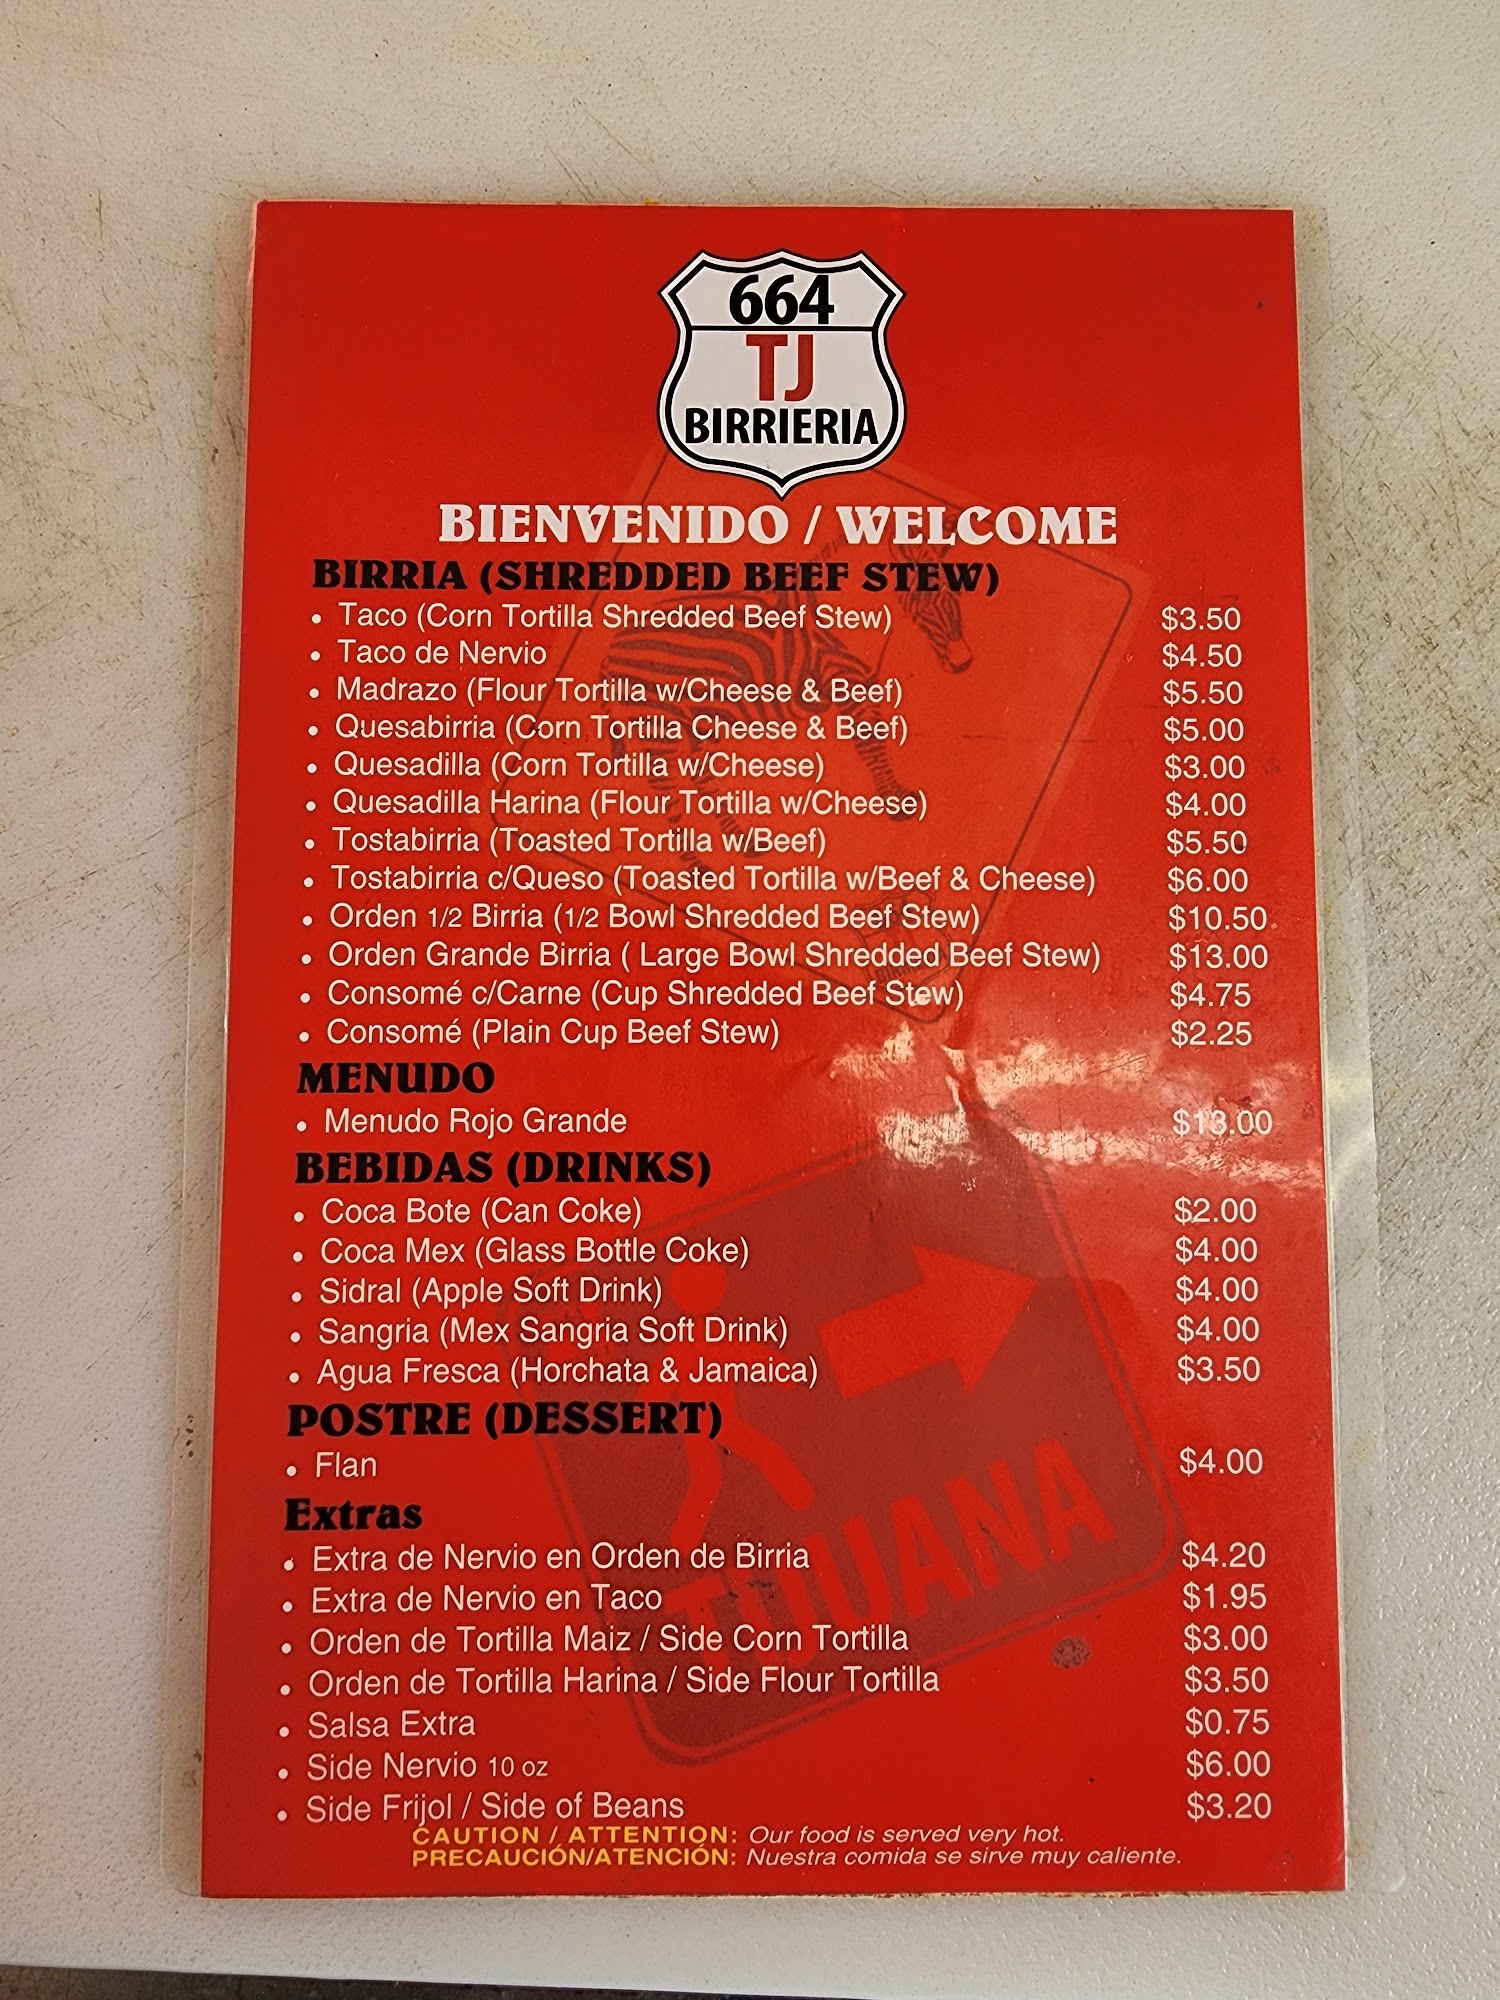 664
TJ
BIRRIERIA
BIENVENIDO / WELCOME
BIRRIA (SHREDDED BEEF STEW)
• Taco (Corn Tortilla Shredded Beef Stew) $3.50
• Taco de Nervio $4.50
• Madrazo (Flour Tortilla w/Cheese & Beef) $5.50
• Quesabirria (Corn Tortilla Cheese & Beef) $5.00
• Quesadilla (Corn Tortilla w/Cheese) $3.00
• Quesadilla Harina (Flour Tortilla w/Cheese) $4.00
• Tostabirria (Toasted Tortilla w/Beef) $5.50
• Tostabirria c/Queso (Toasted Tortilla w/Beef & Cheese) $6.00
• Orden 1/2 Birria (1/2 Bowl Shredded Beef Stew) $10.50
• Orden Grande Birria ( Large Bowl Shredded Beef Stew) $13.00
• Consomé c/Carne (Cup Shredded Beef Stew) $4.75
• Consomé (Plain Cup Beef Stew) $2.25
MENUDO
• Menudo Rojo Grande $13.00
BEBIDAS (DRINKS)
• Coca Bote (Can Coke) $2.00
• Coca Mex (Glass Bottle Coke) $4.00
• Sidral (Apple Soft Drink) $4.00
• Sangria (Mex Sangria Soft Drink) $4.00
• Agua Fresca (Horchata & Jamaica) $3.50
POSTRE (DESSERT)
• Flan $4.00
Extras
• Extra de Nervio en Orden de Birria $4.20
• Extra de Nervio en Taco $1.95
• Orden de Tortilla Maiz / Side Corn Tortilla $3.00
• Orden de Tortilla Harina / Side Flour Tortilla $3.50
• Salsa Extra $0.75
• Side Nervio 10 oz $6.00
• Side Frijol / Side of Beans $3.20
TIJUANA
CAUTION / ATTENTION: Our food is served very hot.
PRECAUCIÓN/ATENCIÓN: Nuestra comida se sirve muy caliente.